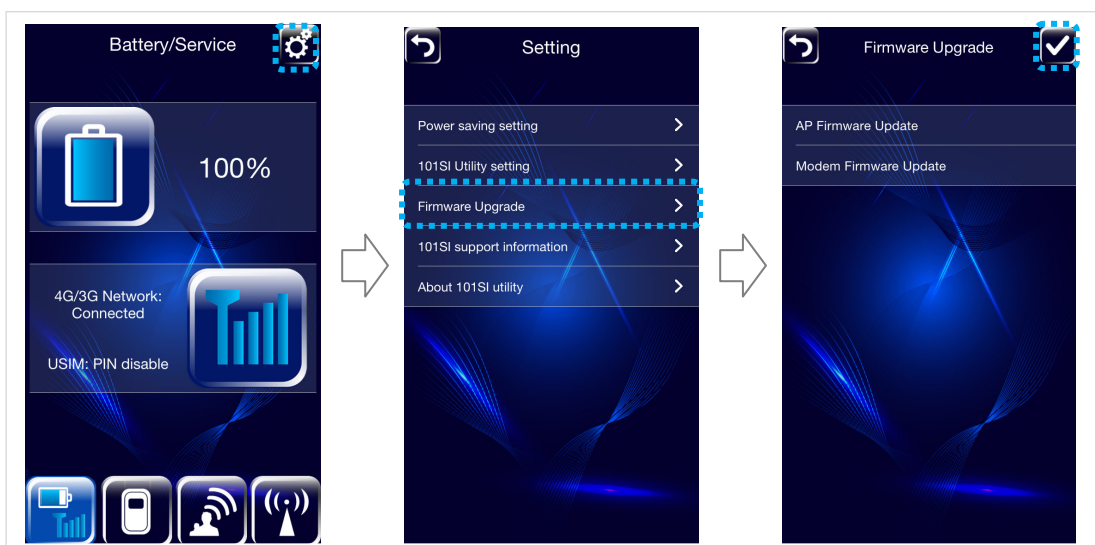 Battery/Service
100%
4G/3G Network:
Connected
USIM: PIN disable
Setting
Power saving setting
101SI Utility setting
Firmware Upgrade
101SI support information
About 101SI utility
Firmware Upgrade
AP Firmware Update
Modem Firmware Update